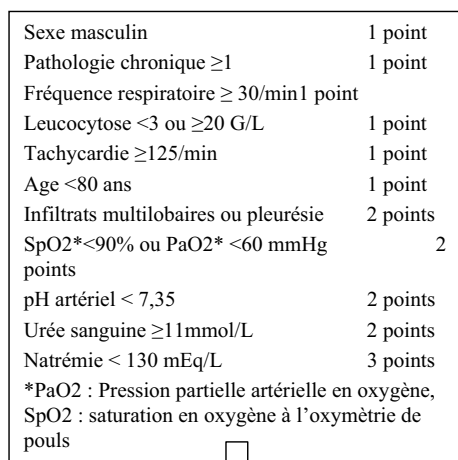 Sexe masculin 1 point
Pathologie chronique ≥1 1 point
Fréquence respiratoire ≥ 30/min1 point
Leucocytose <3 ou ≥20 G/L 1 point
Tachycardie ≥125/min 1 point
Age <80 ans 1 point
Infiltrats multilobaires ou pleurésie 2 points
SpO2*<90% ou PaO2* <60 mmHg 2
points
pH artériel < 7,35 2 points
Urée sanguine ≥11mmol/L 2 points
Natrémie < 130 mEq/L 3 points
*PaO2 : Pression partielle artérielle en oxygène,
SpO2 : saturation en oxygène à l’oxymètrie de
pouls